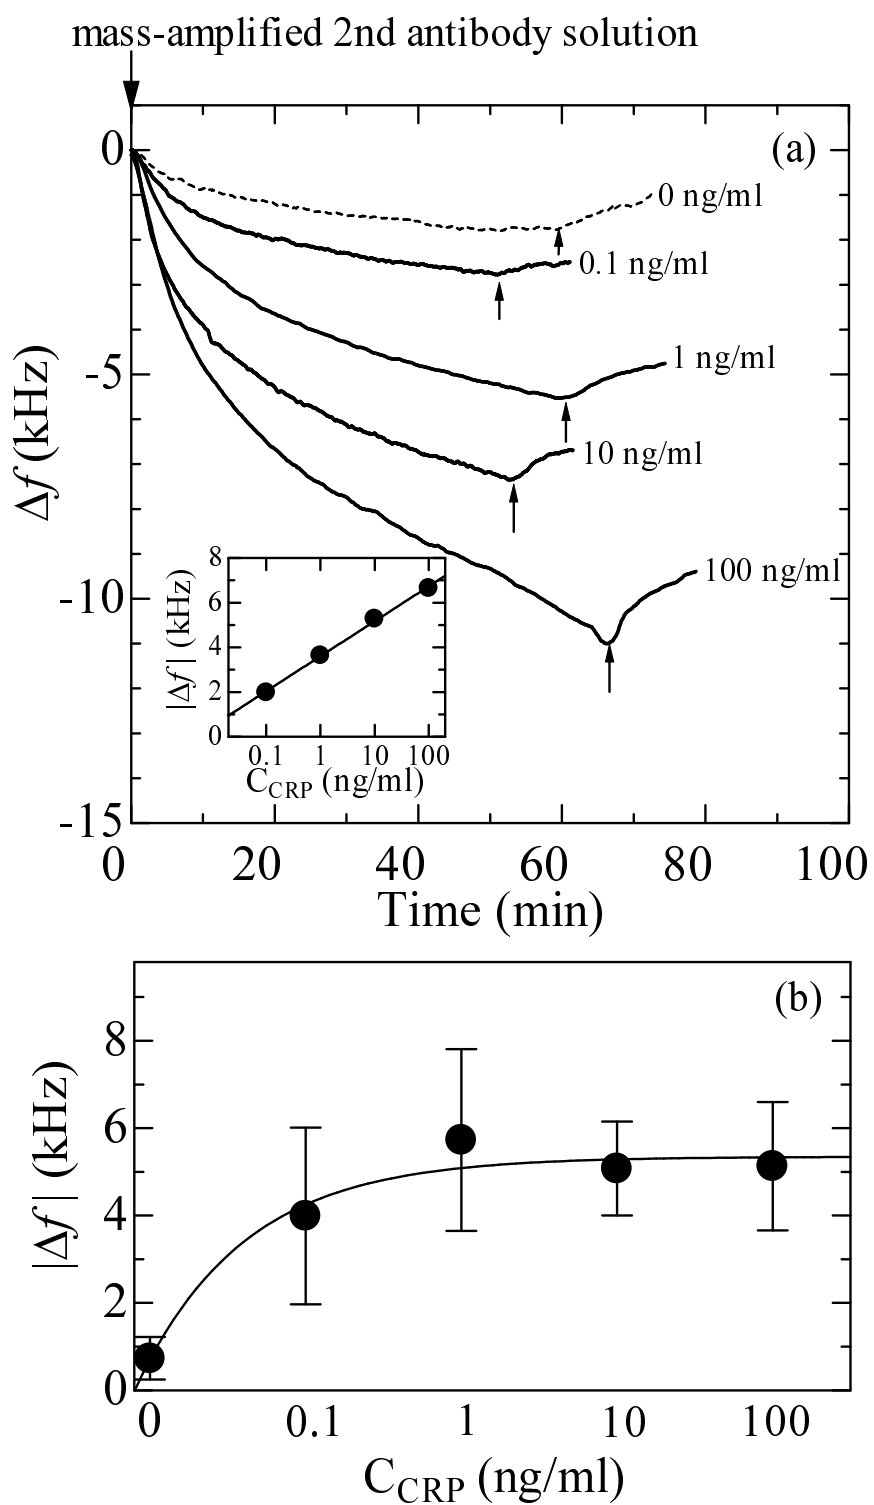 mass-amplified 2nd antibody solution
(a)
0
-5
-10
-15
Δf (kHz)
0 ng/ml
0.1 ng/ml
1 ng/ml
10 ng/ml
100 ng/ml
8
6
4
2
0
|Δf| (kHz)
0.1 1 10 100
CCRP (ng/ml)
0 20 40 60 80 100
Time (min)
(b)
8
6
4
2
0
|Δf| (kHz)
0 0.1 1 10 100
CCRP (ng/ml)